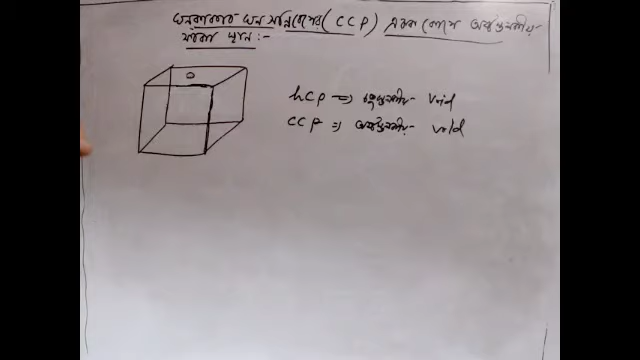 ঘনকাকার ঘন সন্নিবেশের (CCP) একক কোষে অষ্টতলকীয়
ফাঁকা স্থান :-
hcp => চতুস্তলকীয় void
CCP => অষ্টতলকীয় void